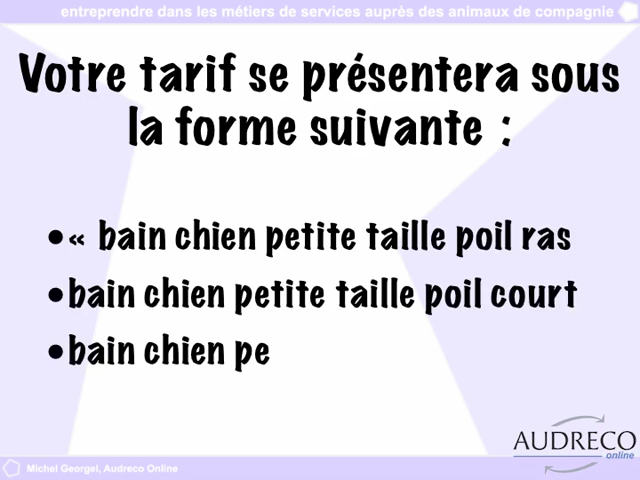 entreprendre dans les métiers de services auprès des animaux de compagnie
Votre tarif se présentera sous
la forme suivante :
•« bain chien petite taille poil ras
•bain chien petite taille poil court
•bain chien pe
AUDRECO
online
Michel Georgel, Audreco Online